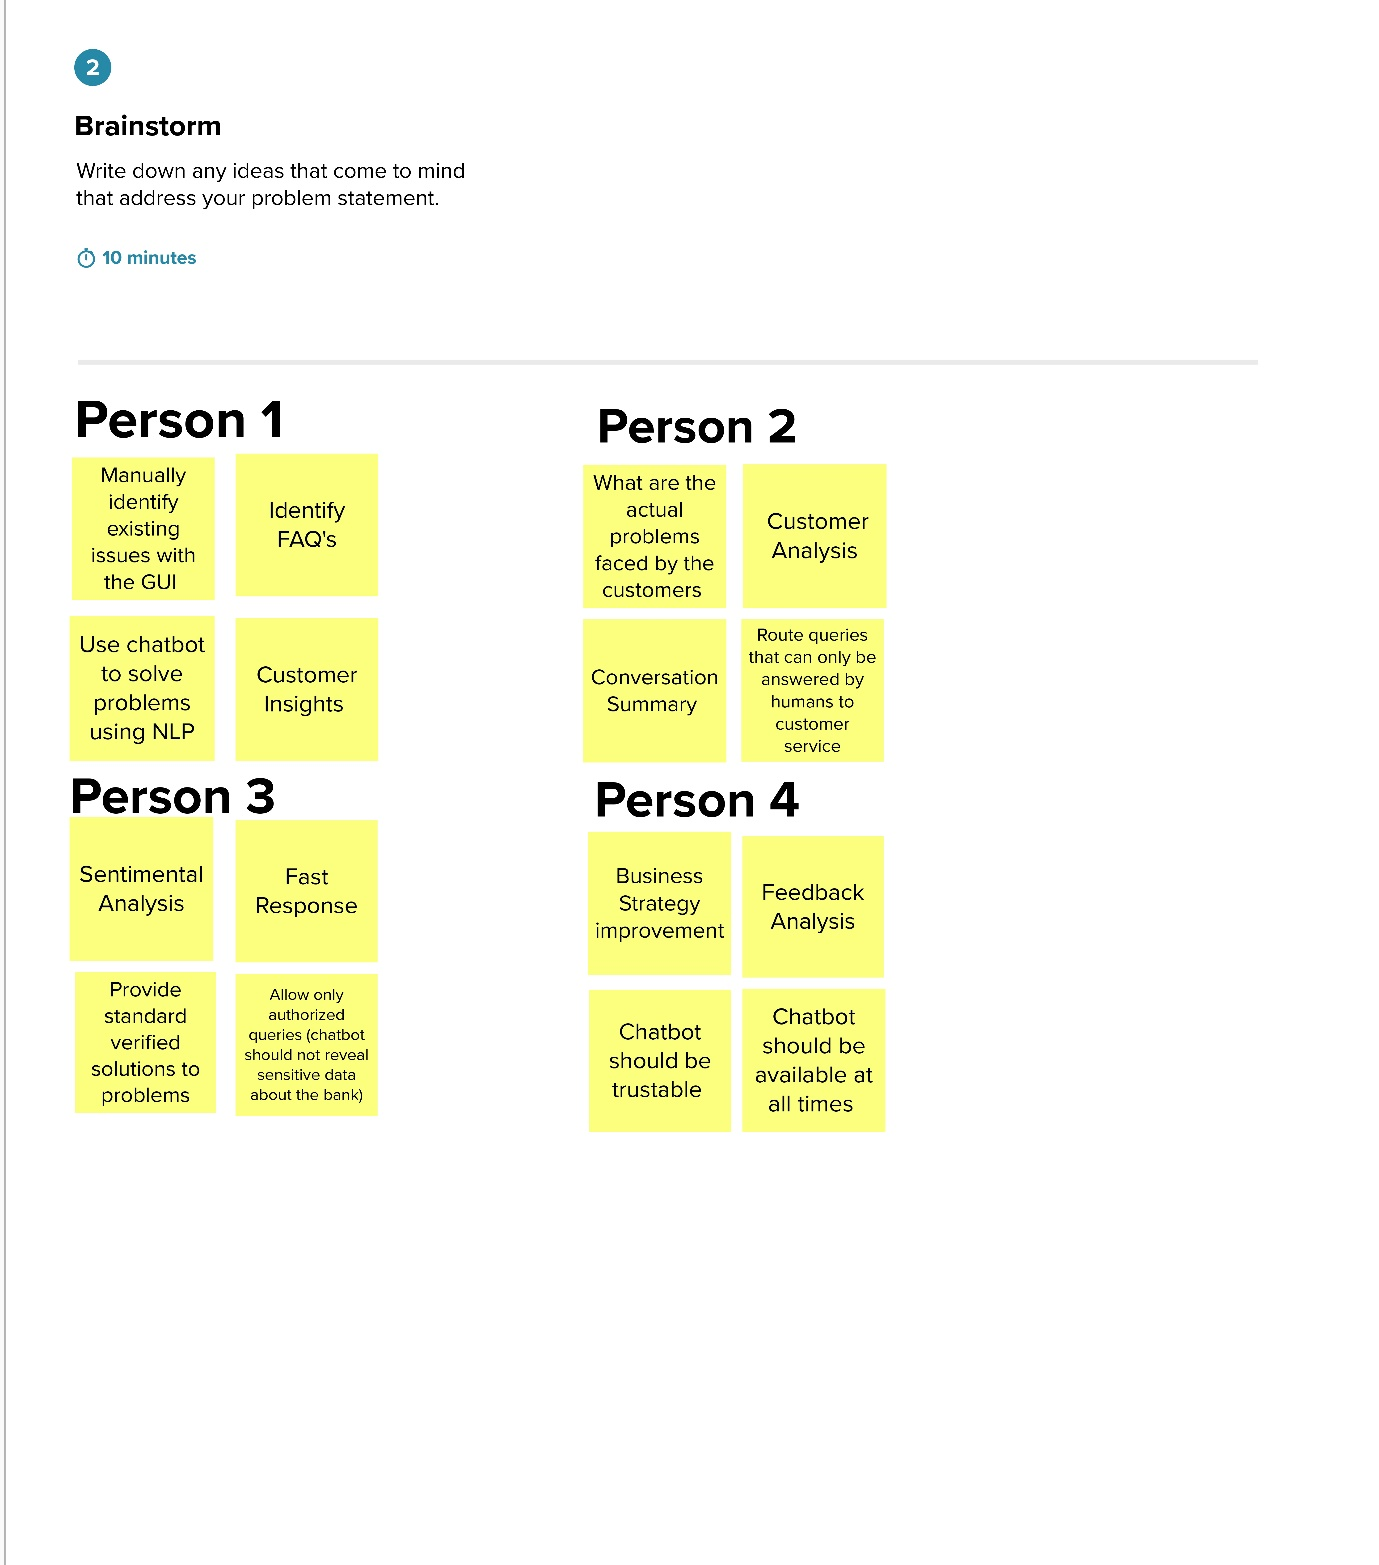 2
Brainstorm
Write down any ideas that come to mind
that address your problem statement.
10 minutes
Person 1
Manually
identify
existing
issues with
the GUI
Identify
FAQ's
Use chatbot
to solve
problems
using NLP
Customer
Insights
Person 2
What are the
actual
problems
faced by the
customers
Customer
Analysis
Conversation
Summary
Route queries
that can only be
answered by
humans to
customer
service
Person 3
Sentimental
Analysis
Fast
Response
Provide
standard
verified
solutions to
problems
Allow only
authorized
queries (chatbot
should not reveal
sensitive data
about the bank)
Person 4
Business
Strategy
improvement
Feedback
Analysis
Chatbot
should be
trustable
Chatbot
should be
available at
all times